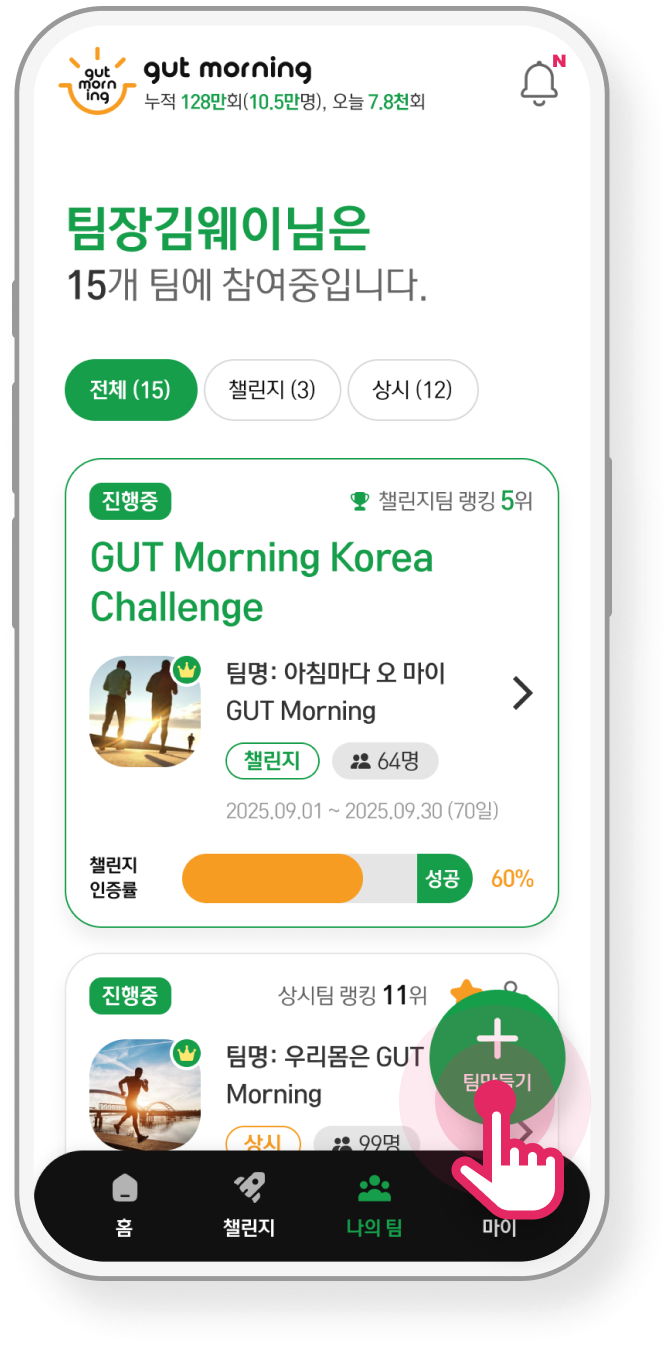 gut
morn
ing
gut morning
N
누적 128만회(10.5만명), 오늘 7.8천회
팀장김웨이님은
15개 팀에 참여중입니다.
전체 (15)
챌린지 (3)
상시 (12)
진행중
챌린지팀 랭킹 5위
GUT Morning Korea
Challenge
팀명: 아침마다 오 마이
GUT Morning
챌린지
64명
2025.09.01 ~ 2025.09.30 (70일)
챌린지
인증률
성공
60%
진행중
상시팀 랭킹 11위
팀명: 우리몸은 GUT
Morning
상시
99명
팀만들기
홈
챌린지
나의 팀
마이